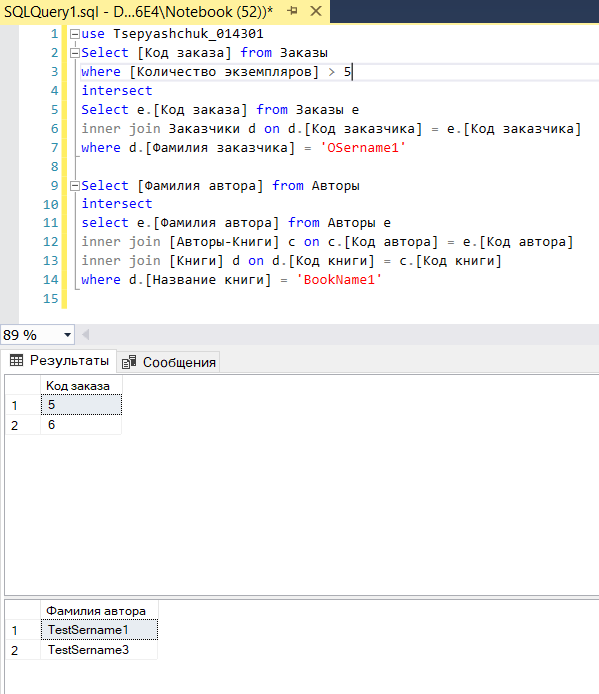 SQLQuery1.sql - D...6E4\Notebook (52))*
1 use Tsepyashchuk_014301
2 Select [Код заказа] from Заказы
3 where [Количество экземпляров] > 5
4 intersect
5 Select e.[Код заказа] from Заказы e
6 inner join Заказчики d on d.[Код заказчика] = e.[Код заказчика]
7 where d.[Фамилия заказчика] = 'OSername1'
8
9 Select [Фамилия автора] from Авторы
10 intersect
11 select e.[Фамилия автора] from Авторы e
12 inner join [Авторы-Книги] c on c.[Код автора] = e.[Код автора]
13 inner join [Книги] d on d.[Код книги] = c.[Код книги]
14 where d.[Название книги] = 'BookName1'
15
89 %
Результаты Сообщения
Код заказа
1 5
2 6
Фамилия автора
1 TestSername1
2 TestSername3